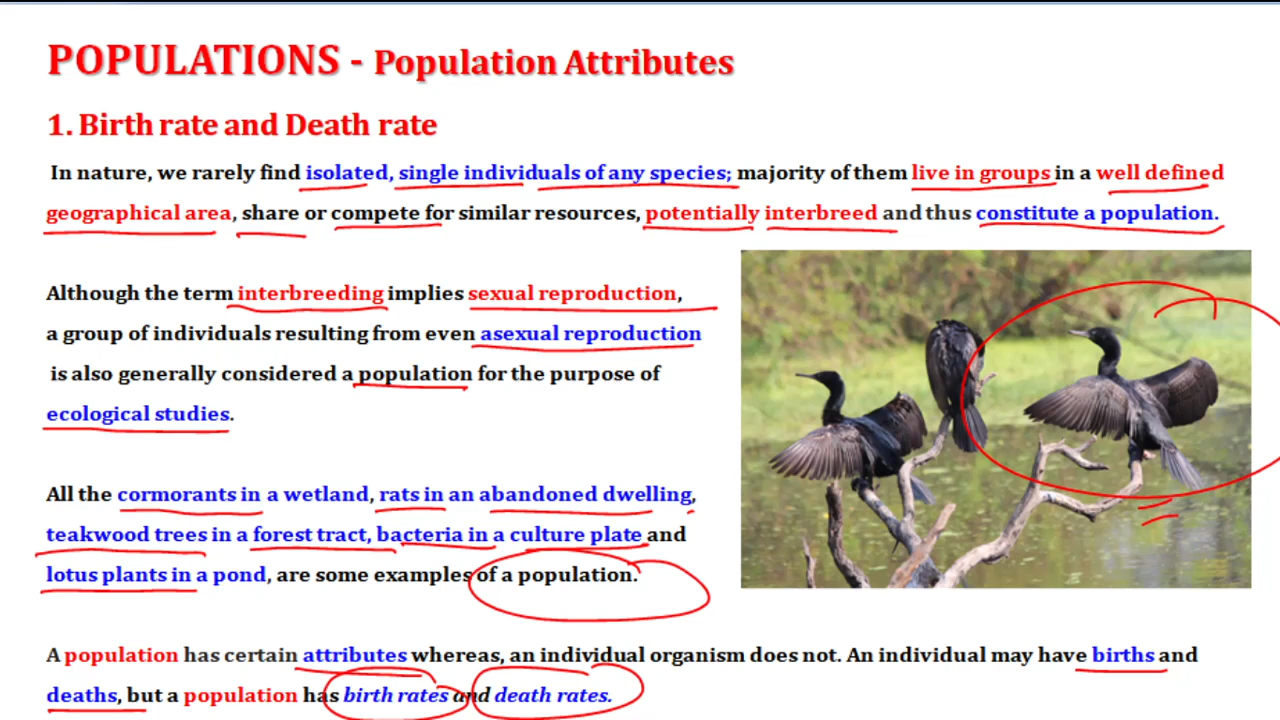 POPULATIONS - Population Attributes
1. Birth rate and Death rate
In nature, we rarely find isolated, single individuals of any species; majority of them live in groups in a well defined
geographical area, share or compete for similar resources, potentially interbreed and thus constitute a population.
Although the term interbreeding implies sexual reproduction,
a group of individuals resulting from even asexual reproduction
is also generally considered a population for the purpose of
ecological studies.
All the cormorants in a wetland, rats in an abandoned dwelling,
teakwood trees in a forest tract, bacteria in a culture plate and
lotus plants in a pond, are some examples of a population.
A population has certain attributes whereas, an individual organism does not. An individual may have births and
deaths, but a population has birth rates and death rates.